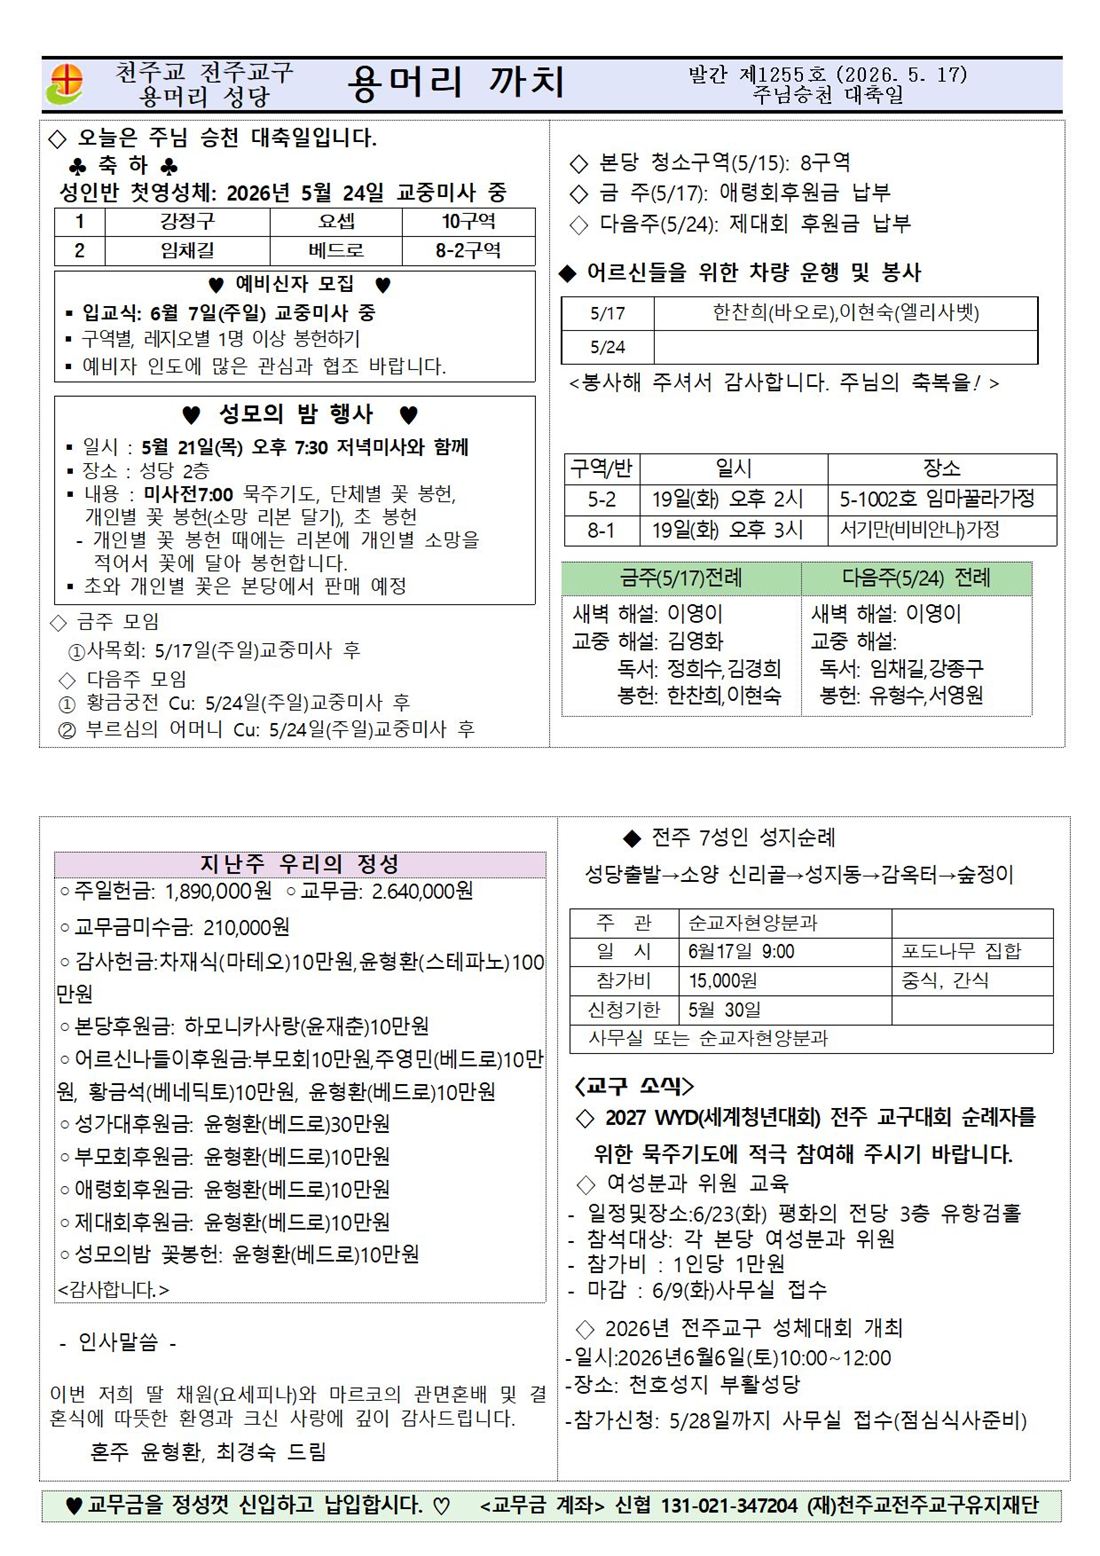 천주교 전주교구
용머리 성당
용머리 까치
발간 제1255호 (2026. 5. 17)
주님승천 대축일
◇ 오늘은 주님 승천 대축일입니다.
♣ 축 하 ♣
성인반 첫영성체: 2026년 5월 24일 교중미사 중
1 강정구 요셉 10구역
2 임채길 베드로 8-2구역
♥ 예비신자 모집 ♥
▪ 입교식: 6월 7일(주일) 교중미사 중
▪ 구역별, 레지오별 1명 이상 봉헌하기
▪ 예비자 인도에 많은 관심과 협조 바랍니다.
♥ 성모의 밤 행사 ♥
▪ 일시 : 5월 21일(목) 오후 7:30 저녁미사와 함께
▪ 장소 : 성당 2층
▪ 내용 : 미사전7:00 묵주기도, 단체별 꽃 봉헌,
개인별 꽃 봉헌(소망 리본 달기), 초 봉헌
- 개인별 꽃 봉헌 때에는 리본에 개인별 소망을
적어서 꽃에 달아 봉헌합니다.
▪ 초와 개인별 꽃은 본당에서 판매 예정
◇ 금주 모임
①사목회: 5/17일(주일)교중미사 후
◇ 다음주 모임
① 황금궁전 Cu: 5/24일(주일)교중미사 후
② 부르심의 어머니 Cu: 5/24일(주일)교중미사 후
◇ 본당 청소구역(5/15): 8구역
◇ 금 주(5/17): 애령회후원금 납부
◇ 다음주(5/24): 제대회 후원금 납부
◆ 어르신들을 위한 차량 운행 및 봉사
5/17 한찬희(바오로),이현숙(엘리사벳)
5/24
<봉사해 주셔서 감사합니다. 주님의 축복을! >
구역/반 일시 장소
5-2 19일(화) 오후 2시 5-1002호 임마꿀라가정
8-1 19일(화) 오후 3시 서기만(비비안나)가정
금주(5/17)전례 다음주(5/24) 전례
새벽 해설: 이영이 새벽 해설: 이영이
교중 해설: 김영화 교중 해설:
독서: 정희수,김경희 독서: 임채길,강종구
봉헌: 한찬희,이현숙 봉헌: 유형수,서영원
지난주 우리의 정성
○ 주일헌금: 1,890,000원 ○ 교무금: 2.640,000원
○ 교무금미수금: 210,000원
○ 감사헌금:차재식(마테오)10만원,윤형환(스테파노)100
만원
○ 본당후원금: 하모니카사랑(윤재춘)10만원
○ 어르신나들이후원금:부모회10만원,주영민(베드로)10만
원, 황금석(베네딕토)10만원, 윤형환(베드로)10만원
○ 성가대후원금: 윤형환(베드로)30만원
○ 부모회후원금: 윤형환(베드로)10만원
○ 애령회후원금: 윤형환(베드로)10만원
○ 제대회후원금: 윤형환(베드로)10만원
○ 성모의밤 꽃봉헌: 윤형환(베드로)10만원
<감사합니다.>
- 인사말씀 -
이번 저희 딸 채원(요세피나)와 마르코의 관면혼배 및 결
혼식에 따뜻한 환영과 크신 사랑에 깊이 감사드립니다.
혼주 윤형환, 최경숙 드림
◆ 전주 7성인 성지순례
성당출발→소양 신리골→성지동→감옥터→숲정이
주 관 순교자현양분과
일 시 6월17일 9:00 포도나무 집합
참가비 15,000원 중식, 간식
신청기한 5월 30일
사무실 또는 순교자현양분과
<교구 소식>
◇ 2027 WYD(세계청년대회) 전주 교구대회 순례자를
위한 묵주기도에 적극 참여해 주시기 바랍니다.
◇ 여성분과 위원 교육
- 일정및장소:6/23(화) 평화의 전당 3층 유항검홀
- 참석대상: 각 본당 여성분과 위원
- 참가비 : 1인당 1만원
- 마감 : 6/9(화)사무실 접수
◇ 2026년 전주교구 성체대회 개최
-일시:2026년6월6일(토)10:00~12:00
-장소: 천호성지 부활성당
-참가신청: 5/28일까지 사무실 접수(점심식사준비)
♥ 교무금을 정성껏 신입하고 납입합시다. ♡ <교무금 계좌> 신협 131-021-347204 (재)천주교전주교구유지재단